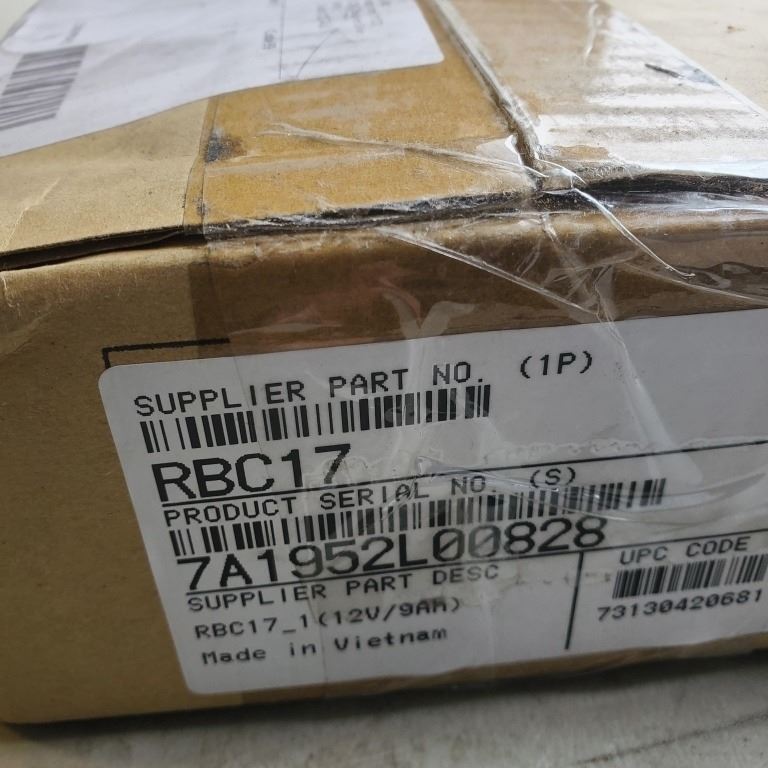 SUPPLIER PART NO. (1P)
RBC17
PRODUCT SERIAL NO. (S)
7A1952L00828
SUPPLIER PART DESC
RBC17_1(12V/9AH)
Made in Vietnam
UPC CODE
73130420681